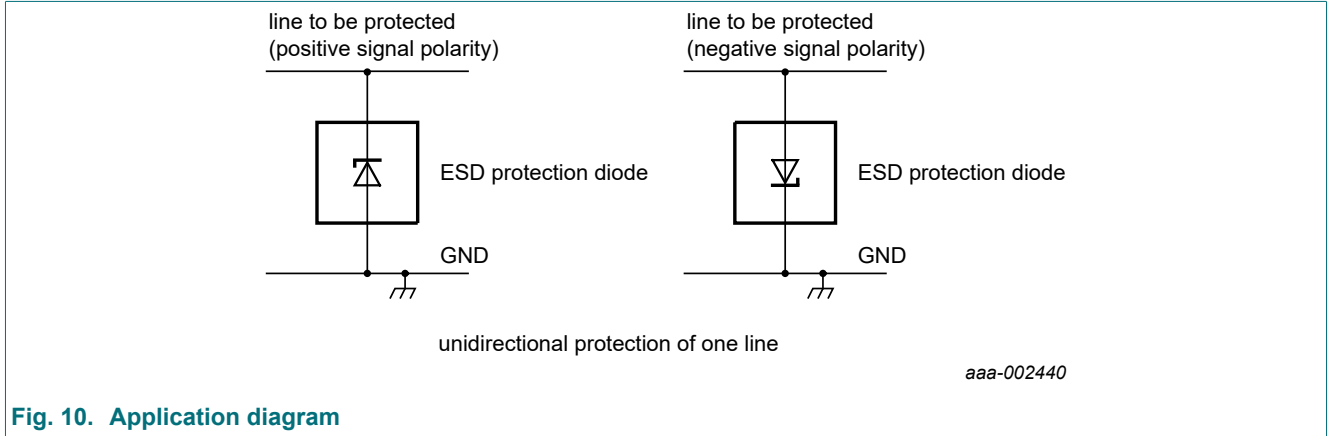 line to be protected
(positive signal polarity)
line to be protected
(negative signal polarity)
ESD protection diode
ESD protection diode
GND
GND
unidirectional protection of one line
aaa-002440
Fig. 10. Application diagram